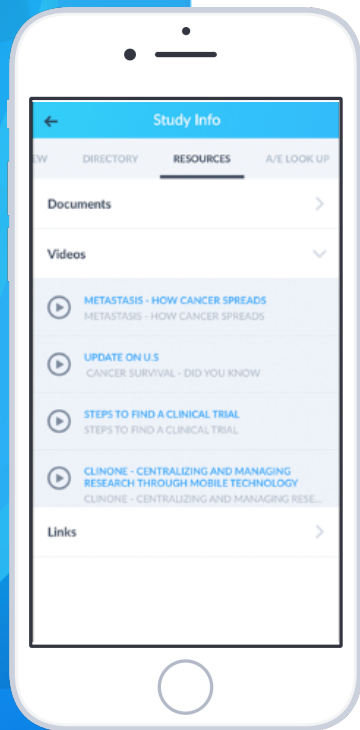 Study Info
EW DIRECTORY RESOURCES A/E LOOK UP
Documents
Videos
METASTASIS - HOW CANCER SPREADS
METASTASIS - HOW CANCER SPREADS
UPDATE ON U.S
CANCER SURVIVAL - DID YOU KNOW
STEPS TO FIND A CLINICAL TRIAL
STEPS TO FIND A CLINICAL TRIAL
CLINONE - CENTRALIZING AND MANAGING
RESEARCH THROUGH MOBILE TECHNOLOGY
CLINONE - CENTRALIZING AND MANAGING RESE...
Links